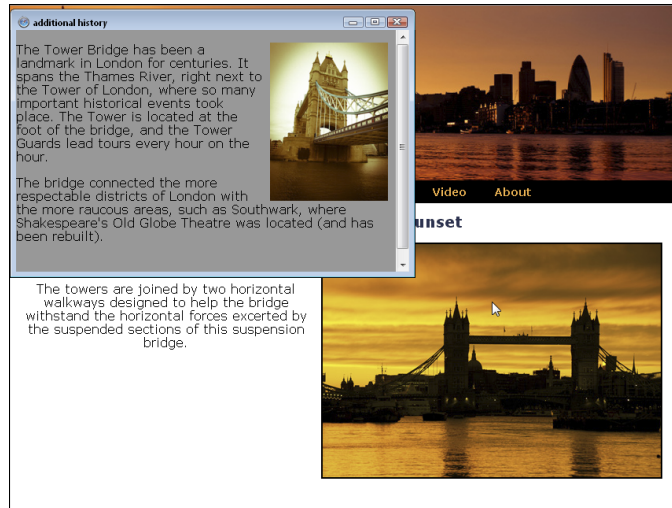 additional history
The Tower Bridge has been a
landmark in London for centuries. It
spans the Thames River, right next to
the Tower of London, where so many
important historical events took
place. The Tower is located at the
foot of the bridge, and the Tower
Guards lead tours every hour on the
hour.
The bridge connected the more
respectable districts of London with
the more raucous areas, such as Southwark, where
Shakespeare's Old Globe Theatre was located (and has
been rebuilt).
Video About
unset
The towers are joined by two horizontal
walkways designed to help the bridge
withstand the horizontal forces excerted by
the suspended sections of this suspension
bridge.